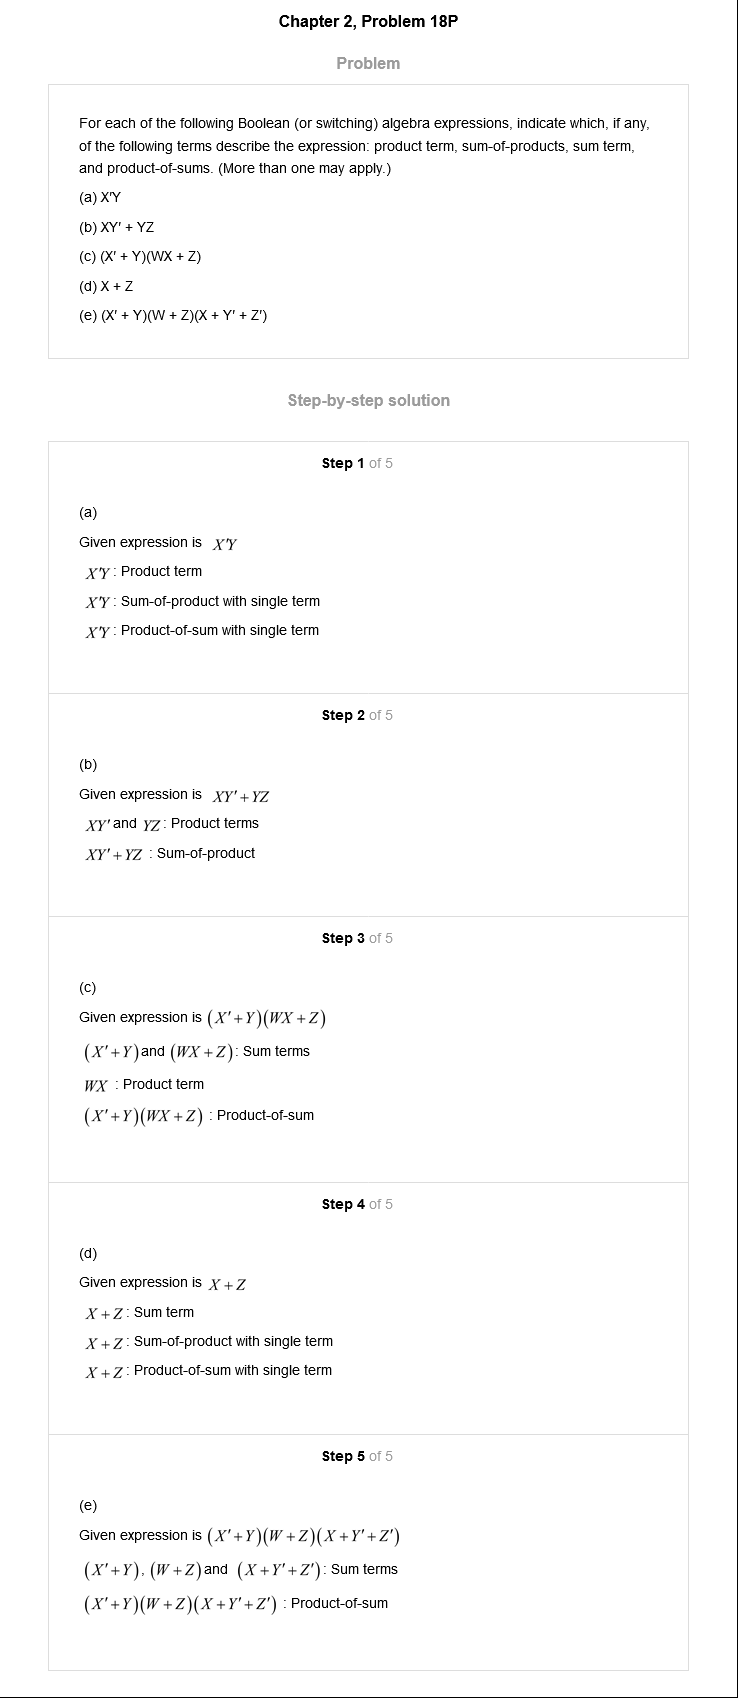 Chapter 2, Problem 18P
Problem
For each of the following Boolean (or switching) algebra expressions, indicate which, if any,
of the following terms describe the expression: product term, sum-of-products, sum term,
and product-of-sums. (More than one may apply.)
(a) X′Y
(b) XY′ + YZ
(c) (X′ + Y)(WX + Z)
(d) X + Z
(e) (X′ + Y)(W + Z)(X + Y′ + Z′)
Step-by-step solution
Step 1 of 5
(a)
Given expression is X′Y
X′Y : Product term
X′Y : Sum-of-product with single term
X′Y : Product-of-sum with single term
Step 2 of 5
(b)
Given expression is XY′ + YZ
XY′ and YZ : Product terms
XY′ + YZ : Sum-of-product
Step 3 of 5
(c)
Given expression is (X′ + Y)(WX + Z)
(X′ + Y) and (WX + Z) : Sum terms
WX : Product term
(X′ + Y)(WX + Z) : Product-of-sum
Step 4 of 5
(d)
Given expression is X + Z
X + Z : Sum term
X + Z : Sum-of-product with single term
X + Z : Product-of-sum with single term
Step 5 of 5
(e)
Given expression is (X′ + Y)(W + Z)(X + Y′ + Z′)
(X′ + Y), (W + Z) and (X + Y′ + Z′) : Sum terms
(X′ + Y)(W + Z)(X + Y′ + Z′) : Product-of-sum